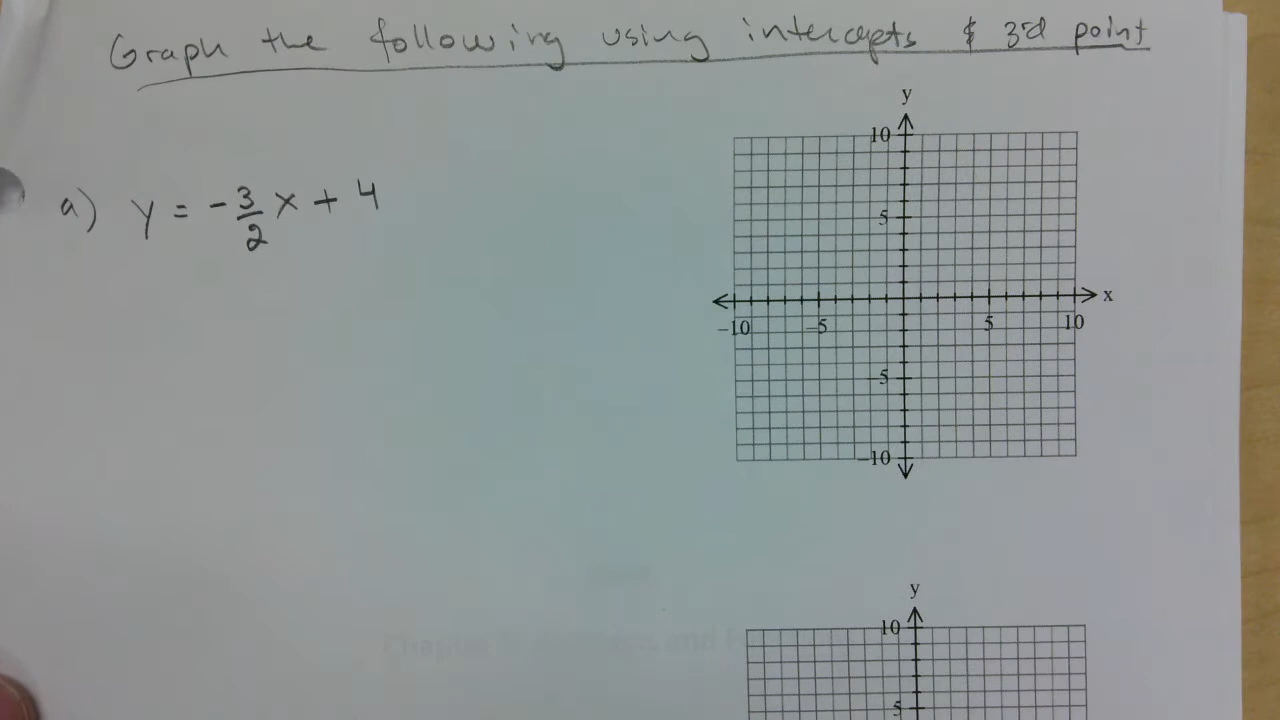 Graph the following using intercepts & 3rd point
a) y = -3/2 x + 4
y
10
5
x
-10 -5 5 10
-5
-10
y
10
5